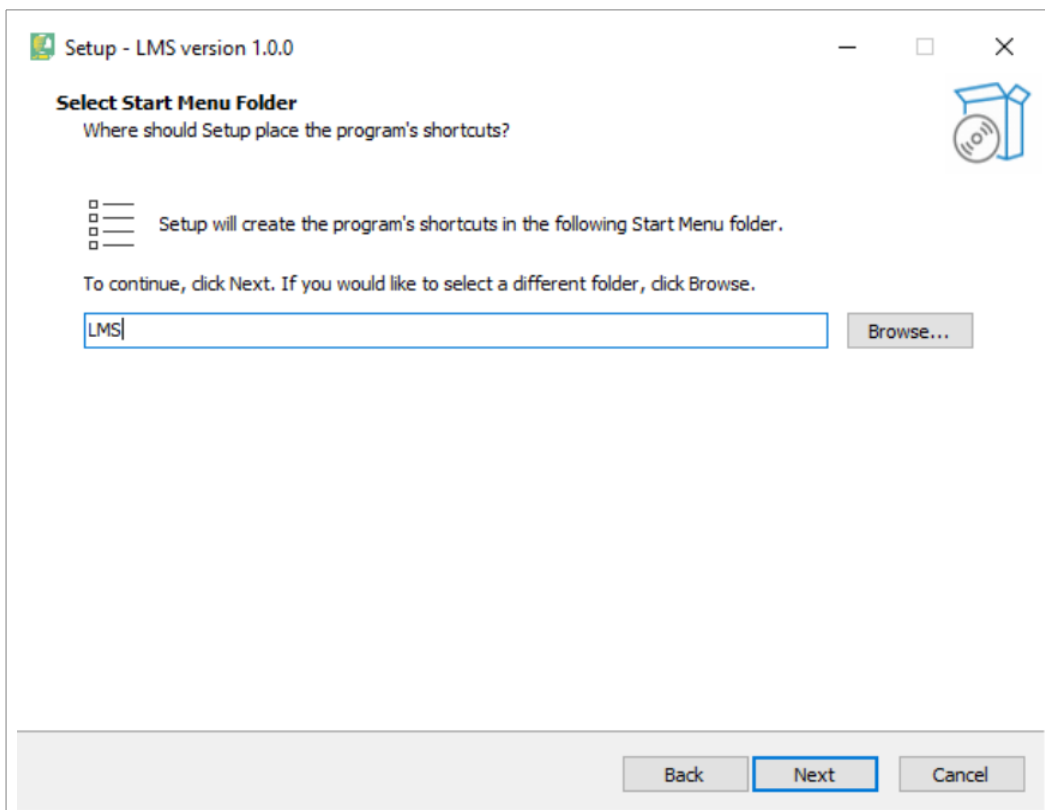 Setup - LMS version 1.0.0
Select Start Menu Folder
Where should Setup place the program's shortcuts?
Setup will create the program's shortcuts in the following Start Menu folder.
To continue, click Next. If you would like to select a different folder, click Browse.
LMS
Browse...
Back
Next
Cancel